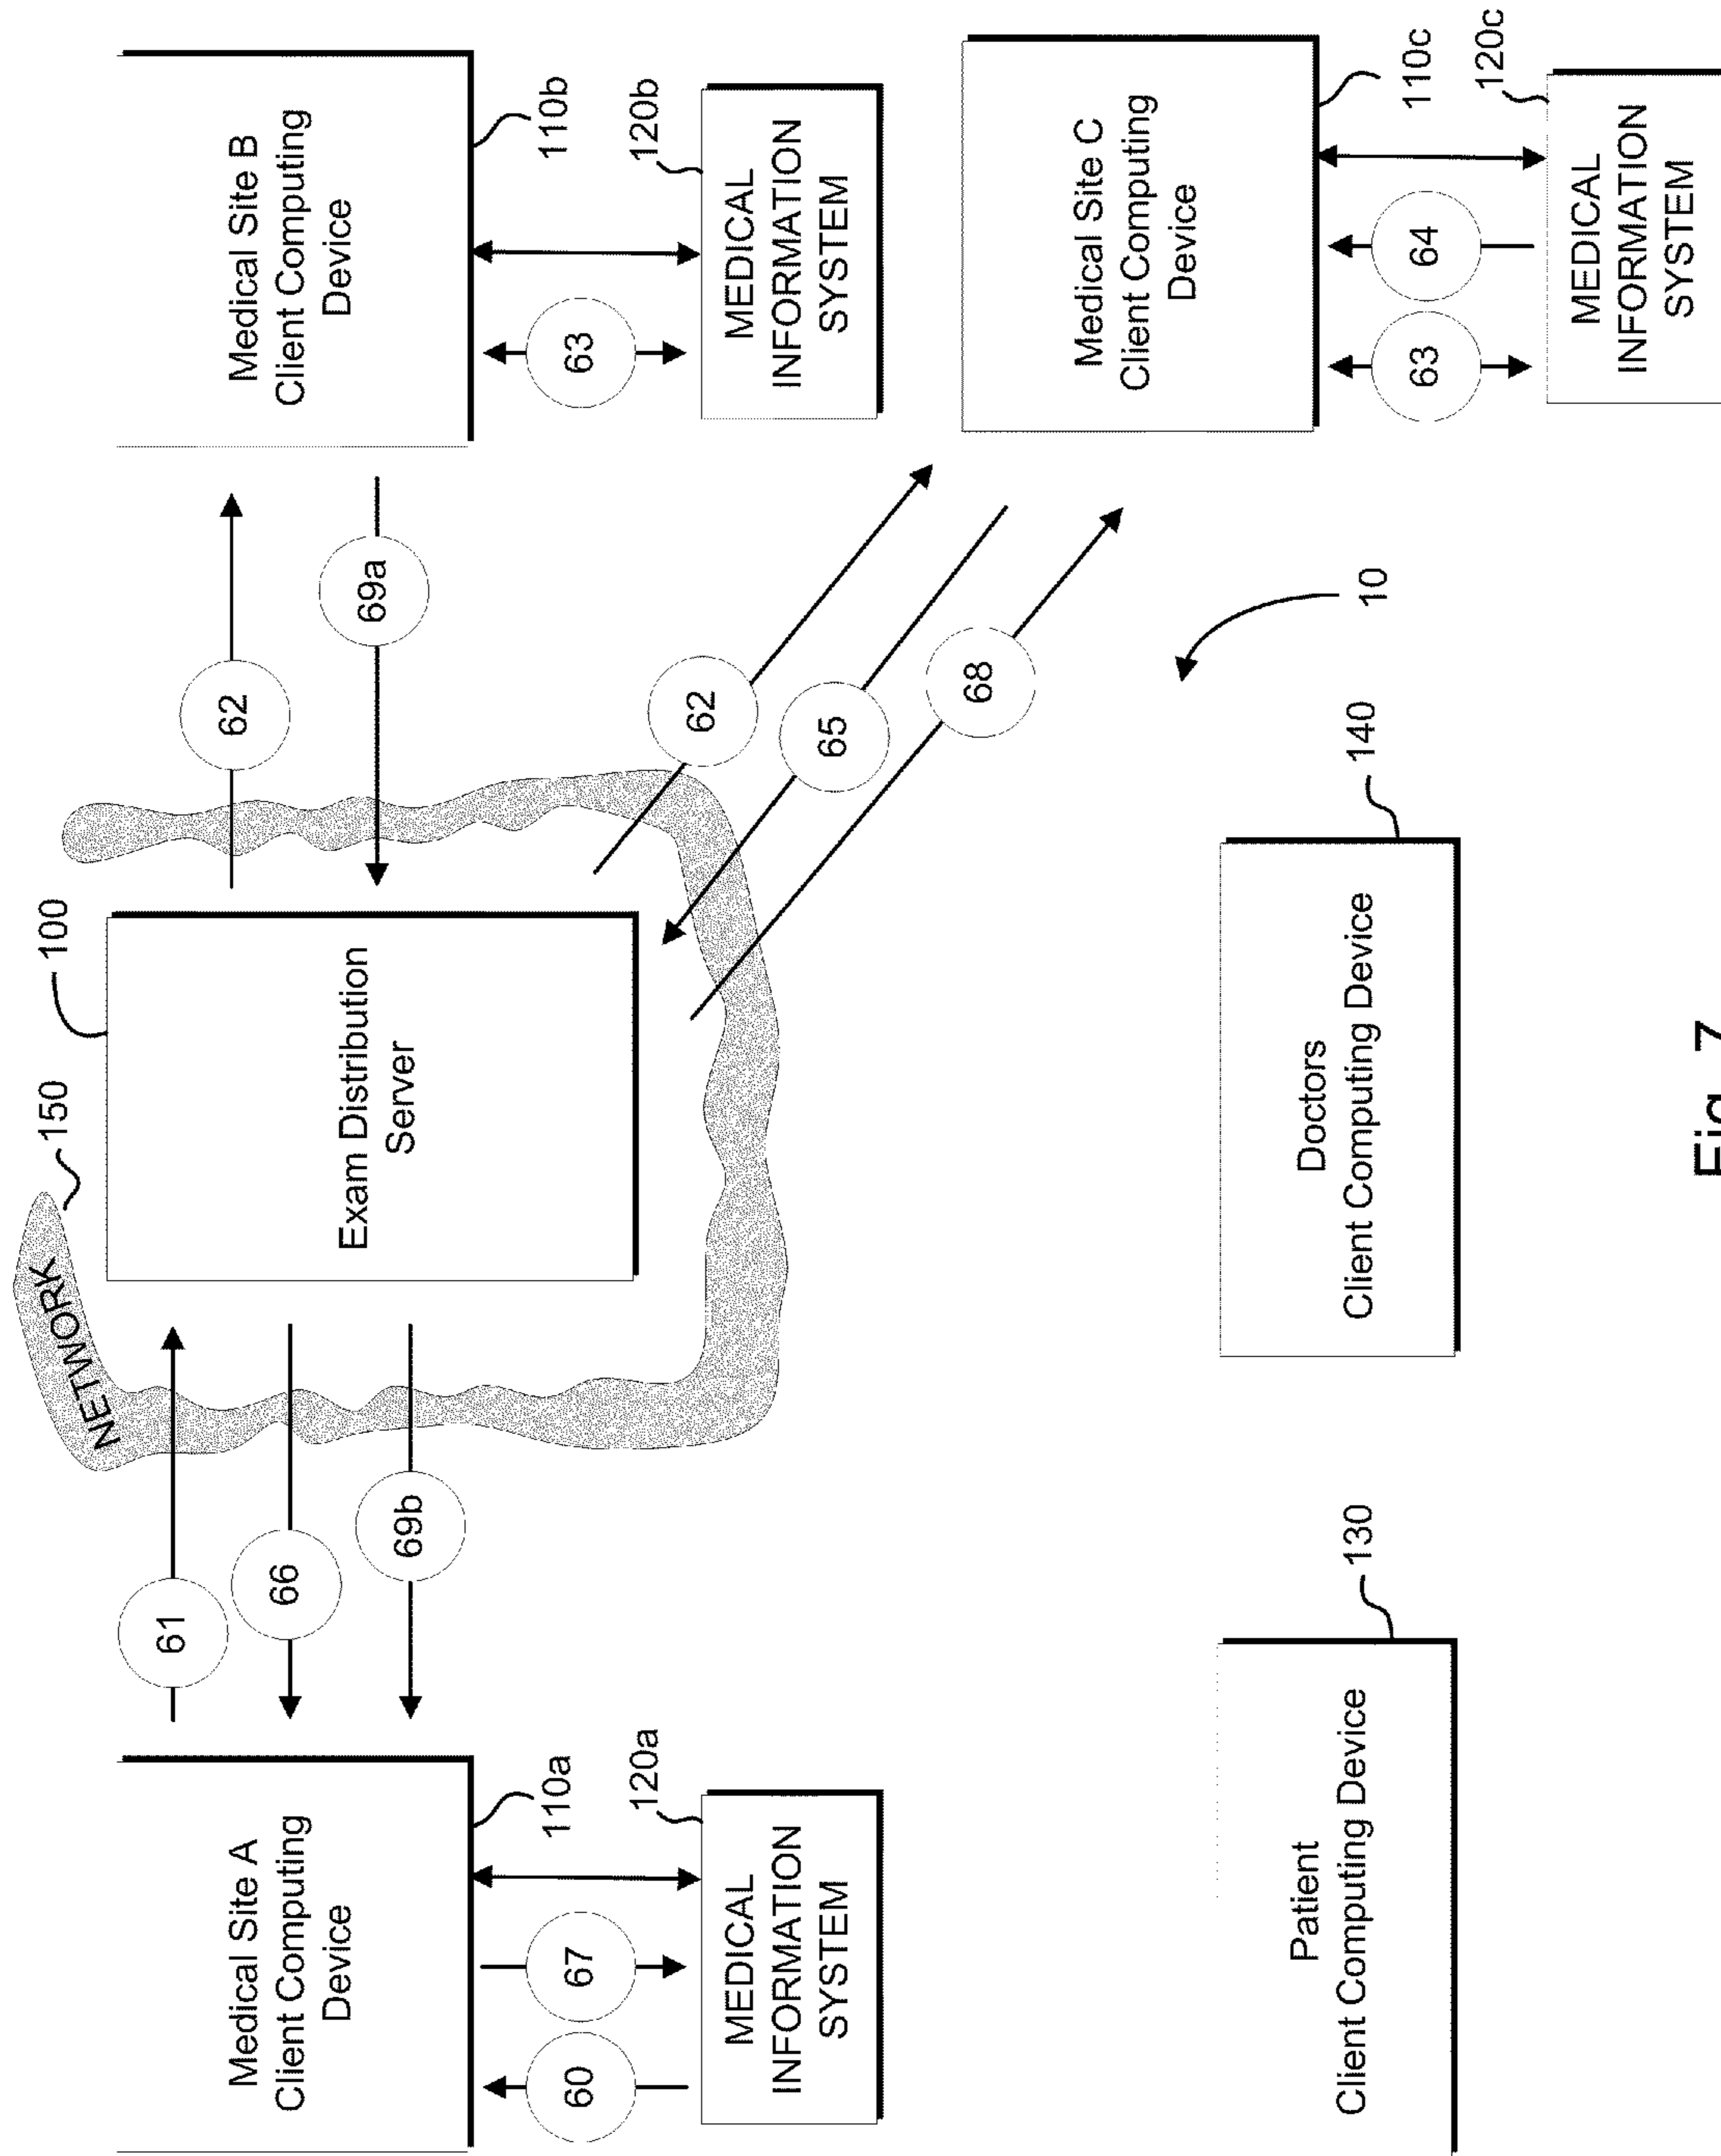 Medical Site A
Client Computing
Device
110a
60
67
120a
MEDICAL
INFORMATION
SYSTEM
61
66
69b
NETWORK
150
100
Exam Distribution
Server
62
69a
Medical Site B
Client Computing
Device
110b
63
120b
MEDICAL
INFORMATION
SYSTEM
62
65
68
Medical Site C
Client Computing
Device
110c
63
64
120c
MEDICAL
INFORMATION
SYSTEM
10
Patient
Client Computing Device
130
Doctors
Client Computing Device
140
Fig. 7